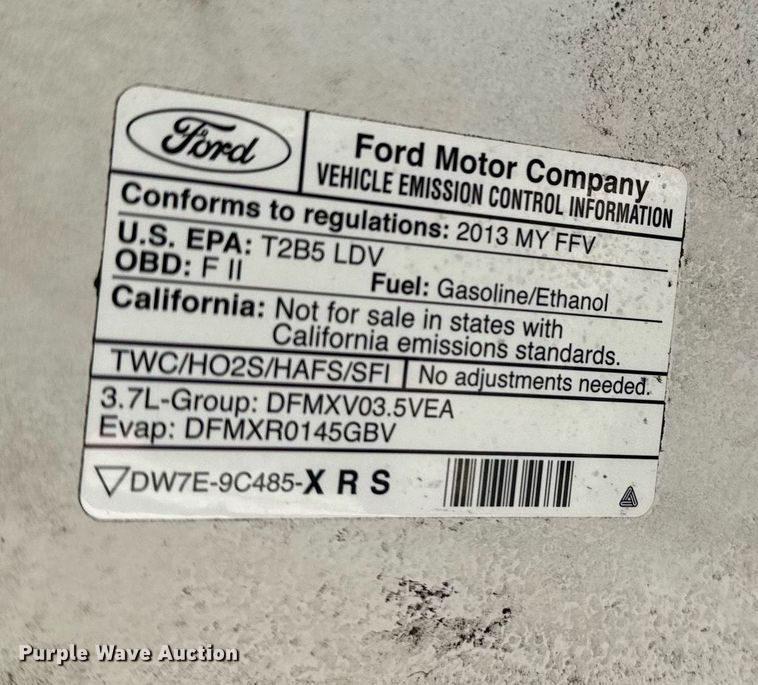 Ford
Ford Motor Company
VEHICLE EMISSION CONTROL INFORMATION
Conforms to regulations: 2013 MY FFV
U.S. EPA: T2B5 LDV
OBD: F II Fuel: Gasoline/Ethanol
California: Not for sale in states with
California emissions standards.
TWC/HO2S/HAFS/SFI No adjustments needed.
3.7L-Group: DFMXV03.5VEA
Evap: DFMXR0145GBV
DW7E-9C485-X R S
Purple Wave Auction